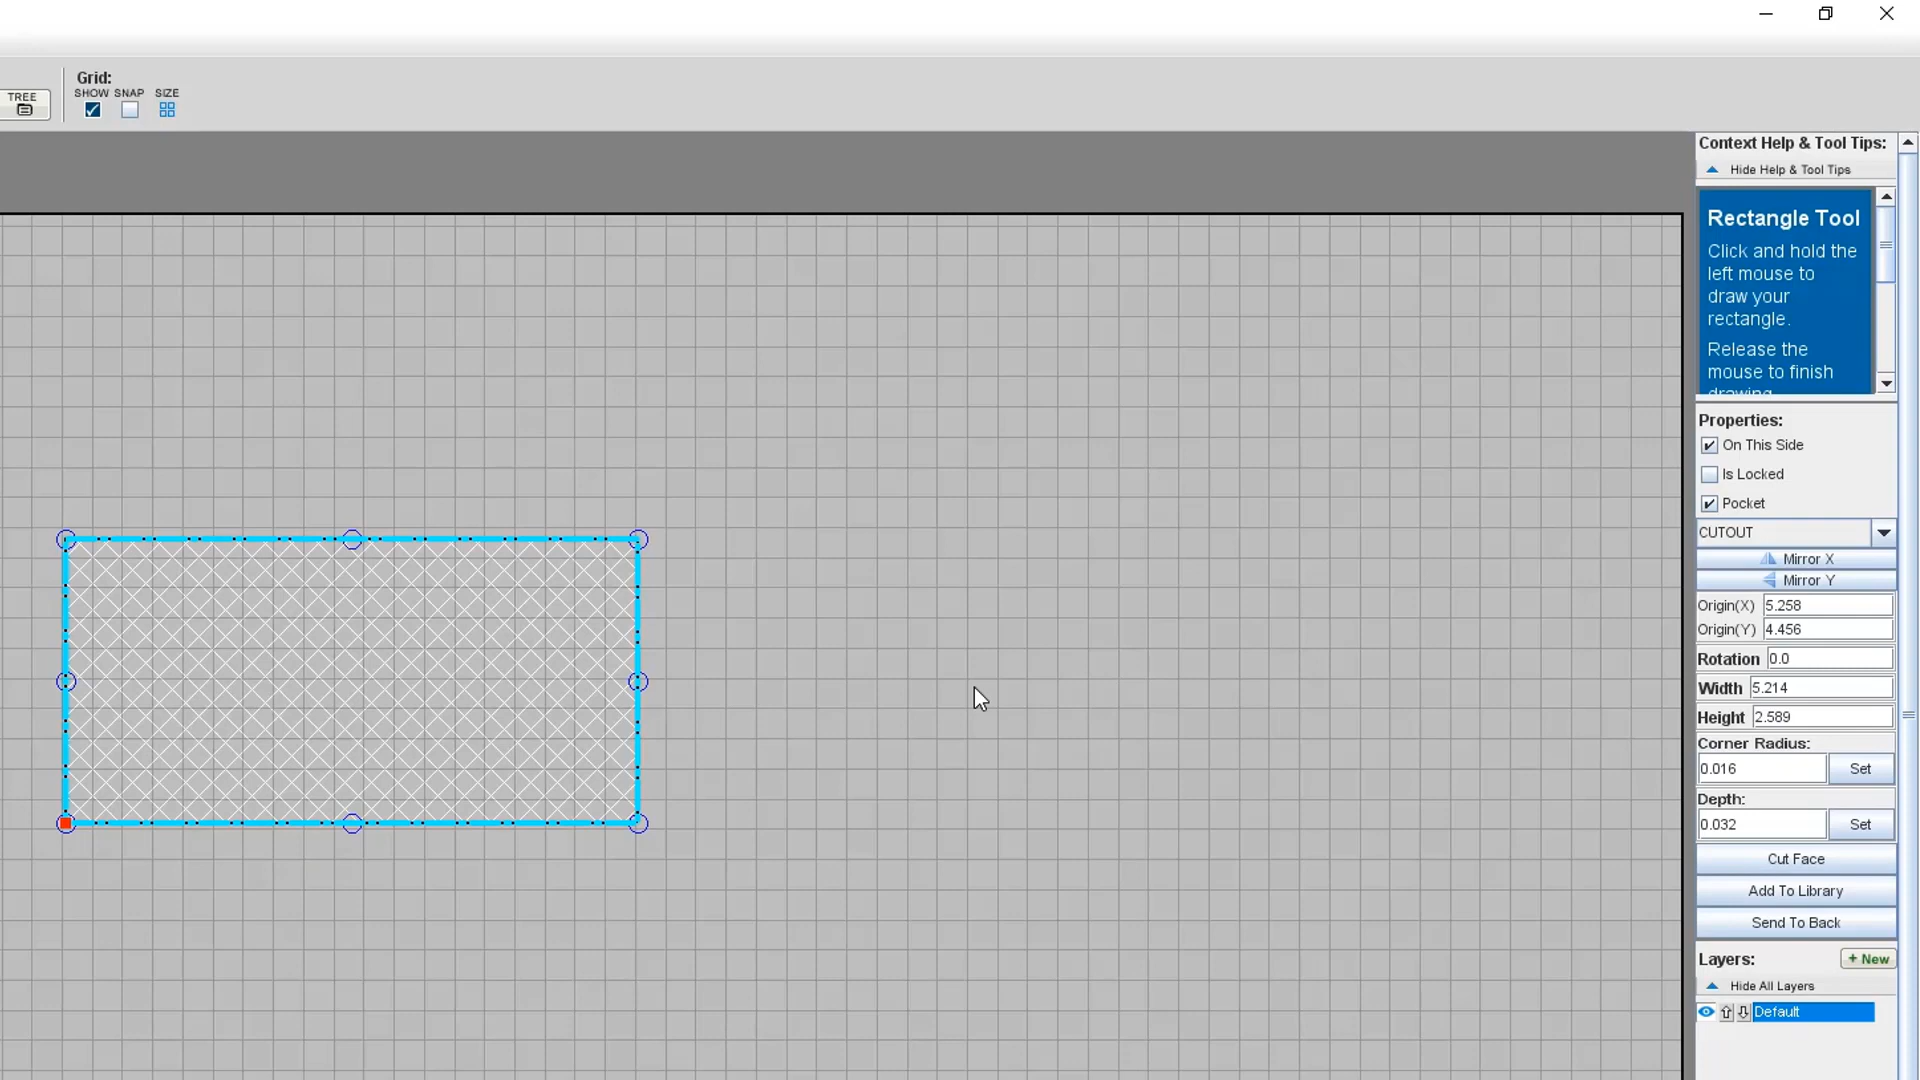 TREE
Grid:
SHOW SNAP SIZE
Context Help & Tool Tips:
Hide Help & Tool Tips
Rectangle Tool
Click and hold the
left mouse to
draw your
rectangle.
Release the
mouse to finish
drawing
Properties:
On This Side
Is Locked
Pocket
CUTOUT
Mirror X
Mirror Y
Origin(X) 5.258
Origin(Y) 4.456
Rotation 0.0
Width 5.214
Height 2.589
Corner Radius:
0.016 Set
Depth:
0.032 Set
Cut Face
Add To Library
Send To Back
Layers: + New
Hide All Layers
Default